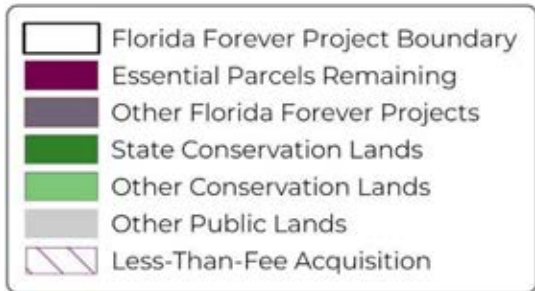 Florida Forever Project Boundary
Essential Parcels Remaining
Other Florida Forever Projects
State Conservation Lands
Other Conservation Lands
Other Public Lands
Less-Than-Fee Acquisition